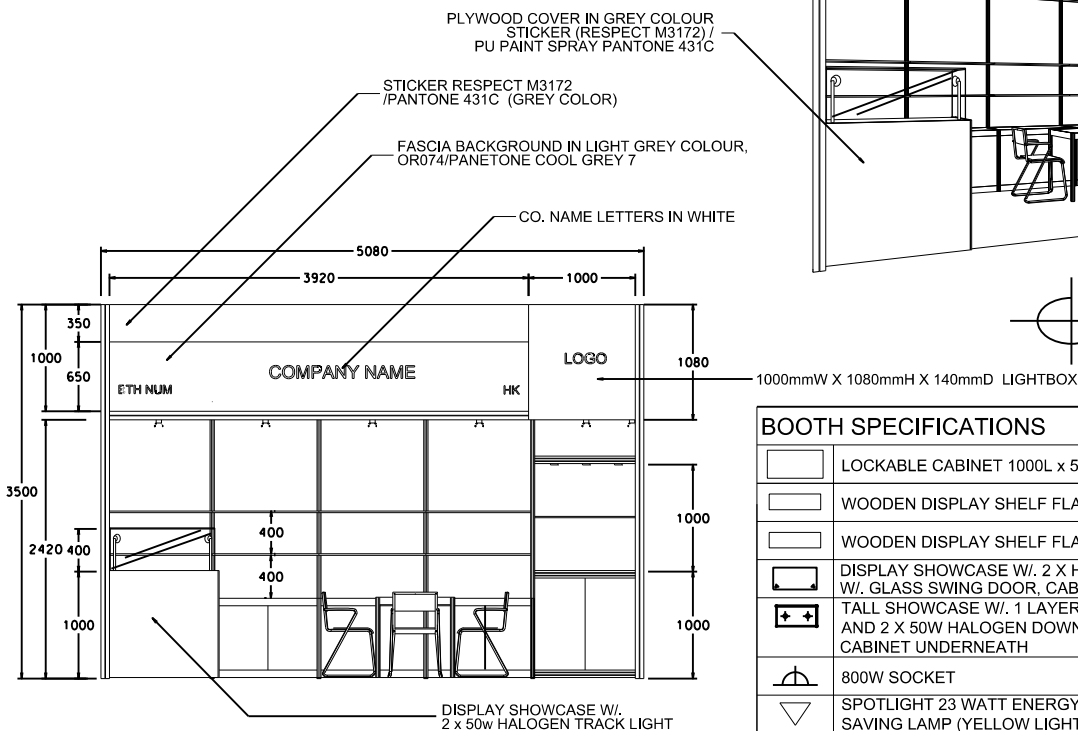 PLYWOOD COVER IN GREY COLOUR
STICKER (RESPECT M3172) /
PU PAINT SPRAY PANTONE 431C
STICKER RESPECT M3172
/PANTONE 431C (GREY COLOR)
FASCIA BACKGROUND IN LIGHT GREY COLOUR,
OR074/PANETONE COOL GREY 7
CO. NAME LETTERS IN WHITE
5080
3920
1000
350
1000
650
COMPANY NAME
BTH NUM
HK
LOGO
1080
1000mmW X 1080mmH X 140mmD LIGHTBOX
3500
2420
400
1000
400
400
1000
1000
DISPLAY SHOWCASE W/.
2 x 50w HALOGEN TRACK LIGHT
BOOTH SPECIFICATIONS
LOCKABLE CABINET 1000L x 5
WOODEN DISPLAY SHELF FLA
WOODEN DISPLAY SHELF FLA
DISPLAY SHOWCASE W/. 2 X H
W/. GLASS SWING DOOR, CAB
TALL SHOWCASE W/. 1 LAYER
AND 2 X 50W HALOGEN DOWN
CABINET UNDERNEATH
800W SOCKET
SPOTLIGHT 23 WATT ENERGY
SAVING LAMP (YELLOW LIGHT